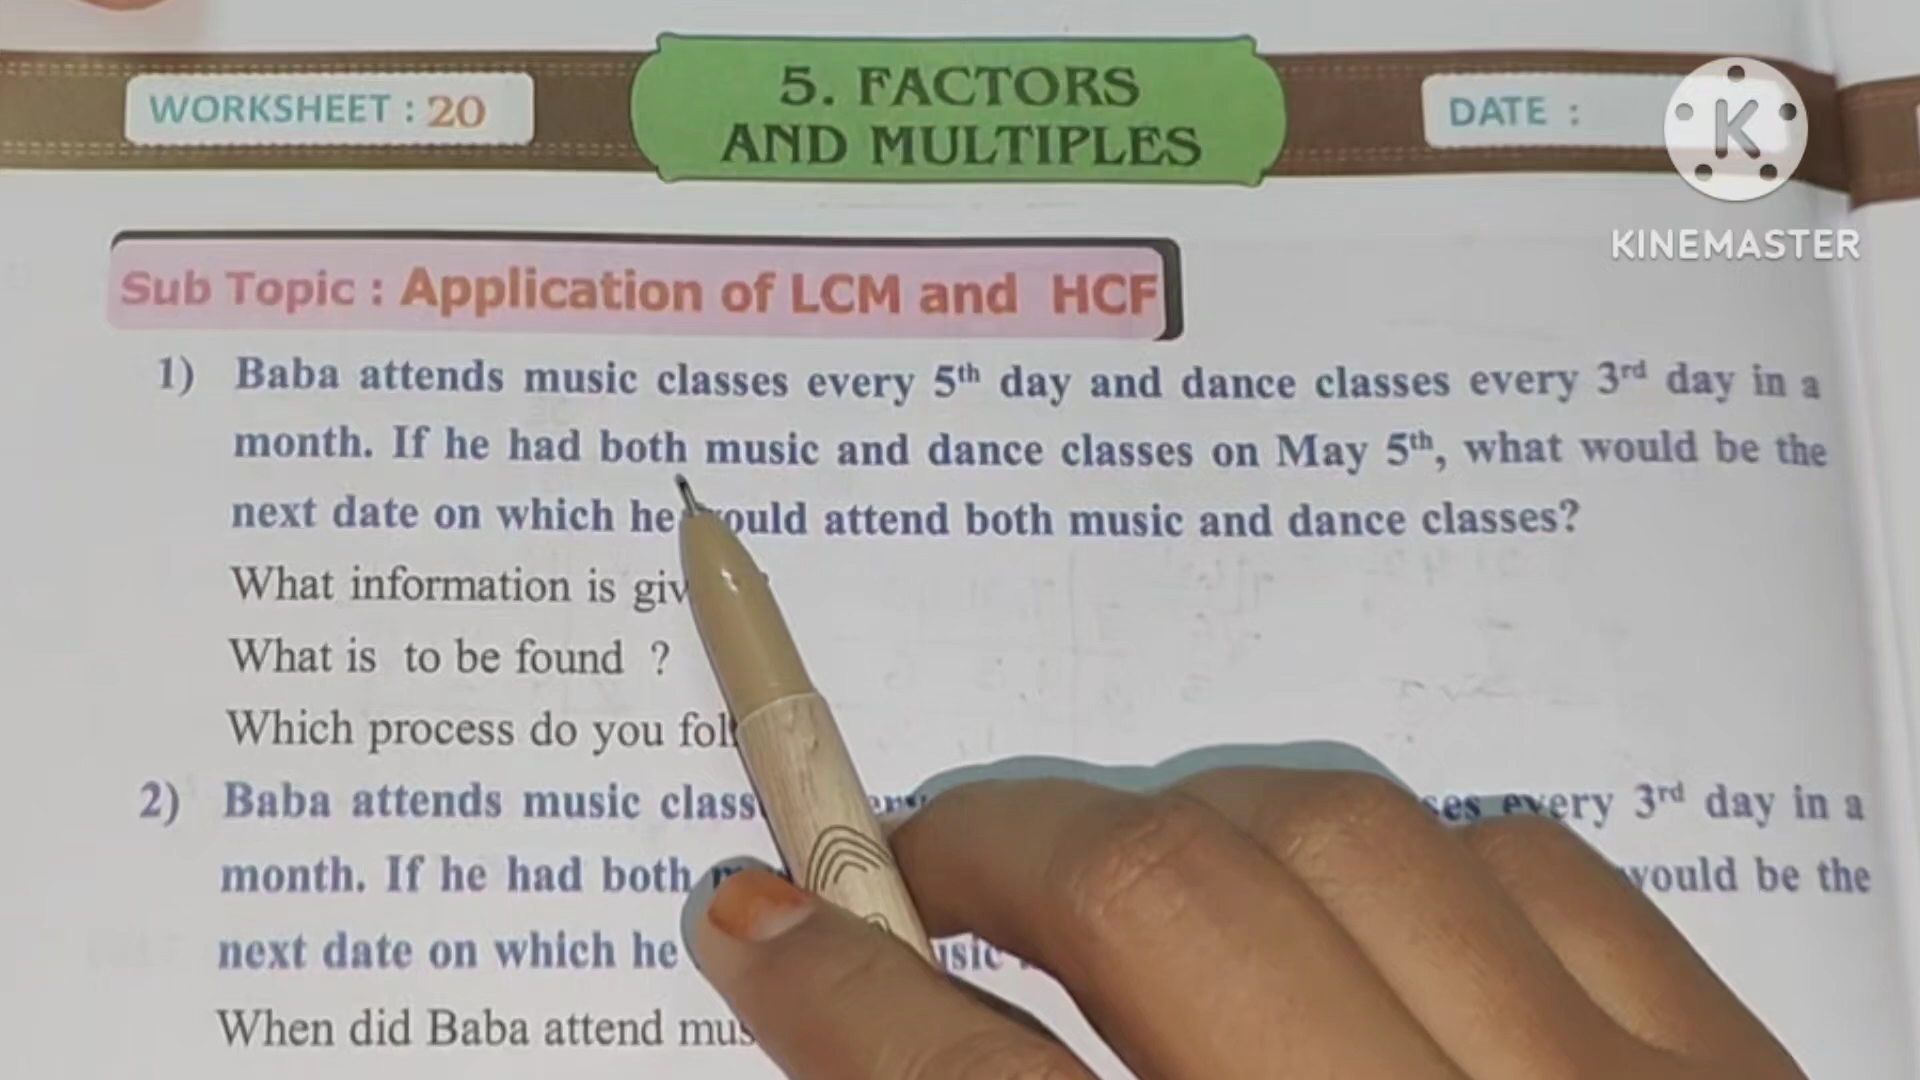 WORKSHEET : 20
5. FACTORS
AND MULTIPLES
DATE :
K
KINEMASTER
Sub Topic : Application of LCM and HCF
1) Baba attends music classes every 5th day and dance classes every 3rd day in a
month. If he had both music and dance classes on May 5th, what would be the
next date on which he would attend both music and dance classes?
What information is
What is to be found ?
Which process do you
2) Baba attends music every 3rd day in a
month. If he had both would be the
next date on which he
When did Baba attend